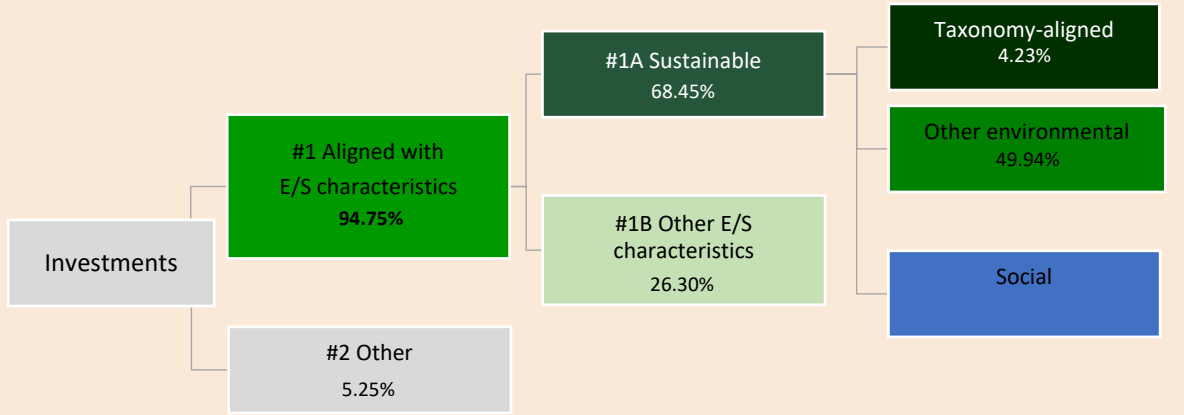 Investments
#1 Aligned with
E/S characteristics
94.75%
#2 Other
5.25%
#1A Sustainable
68.45%
#1B Other E/S
characteristics
26.30%
Taxonomy-aligned
4.23%
Other environmental
49.94%
Social